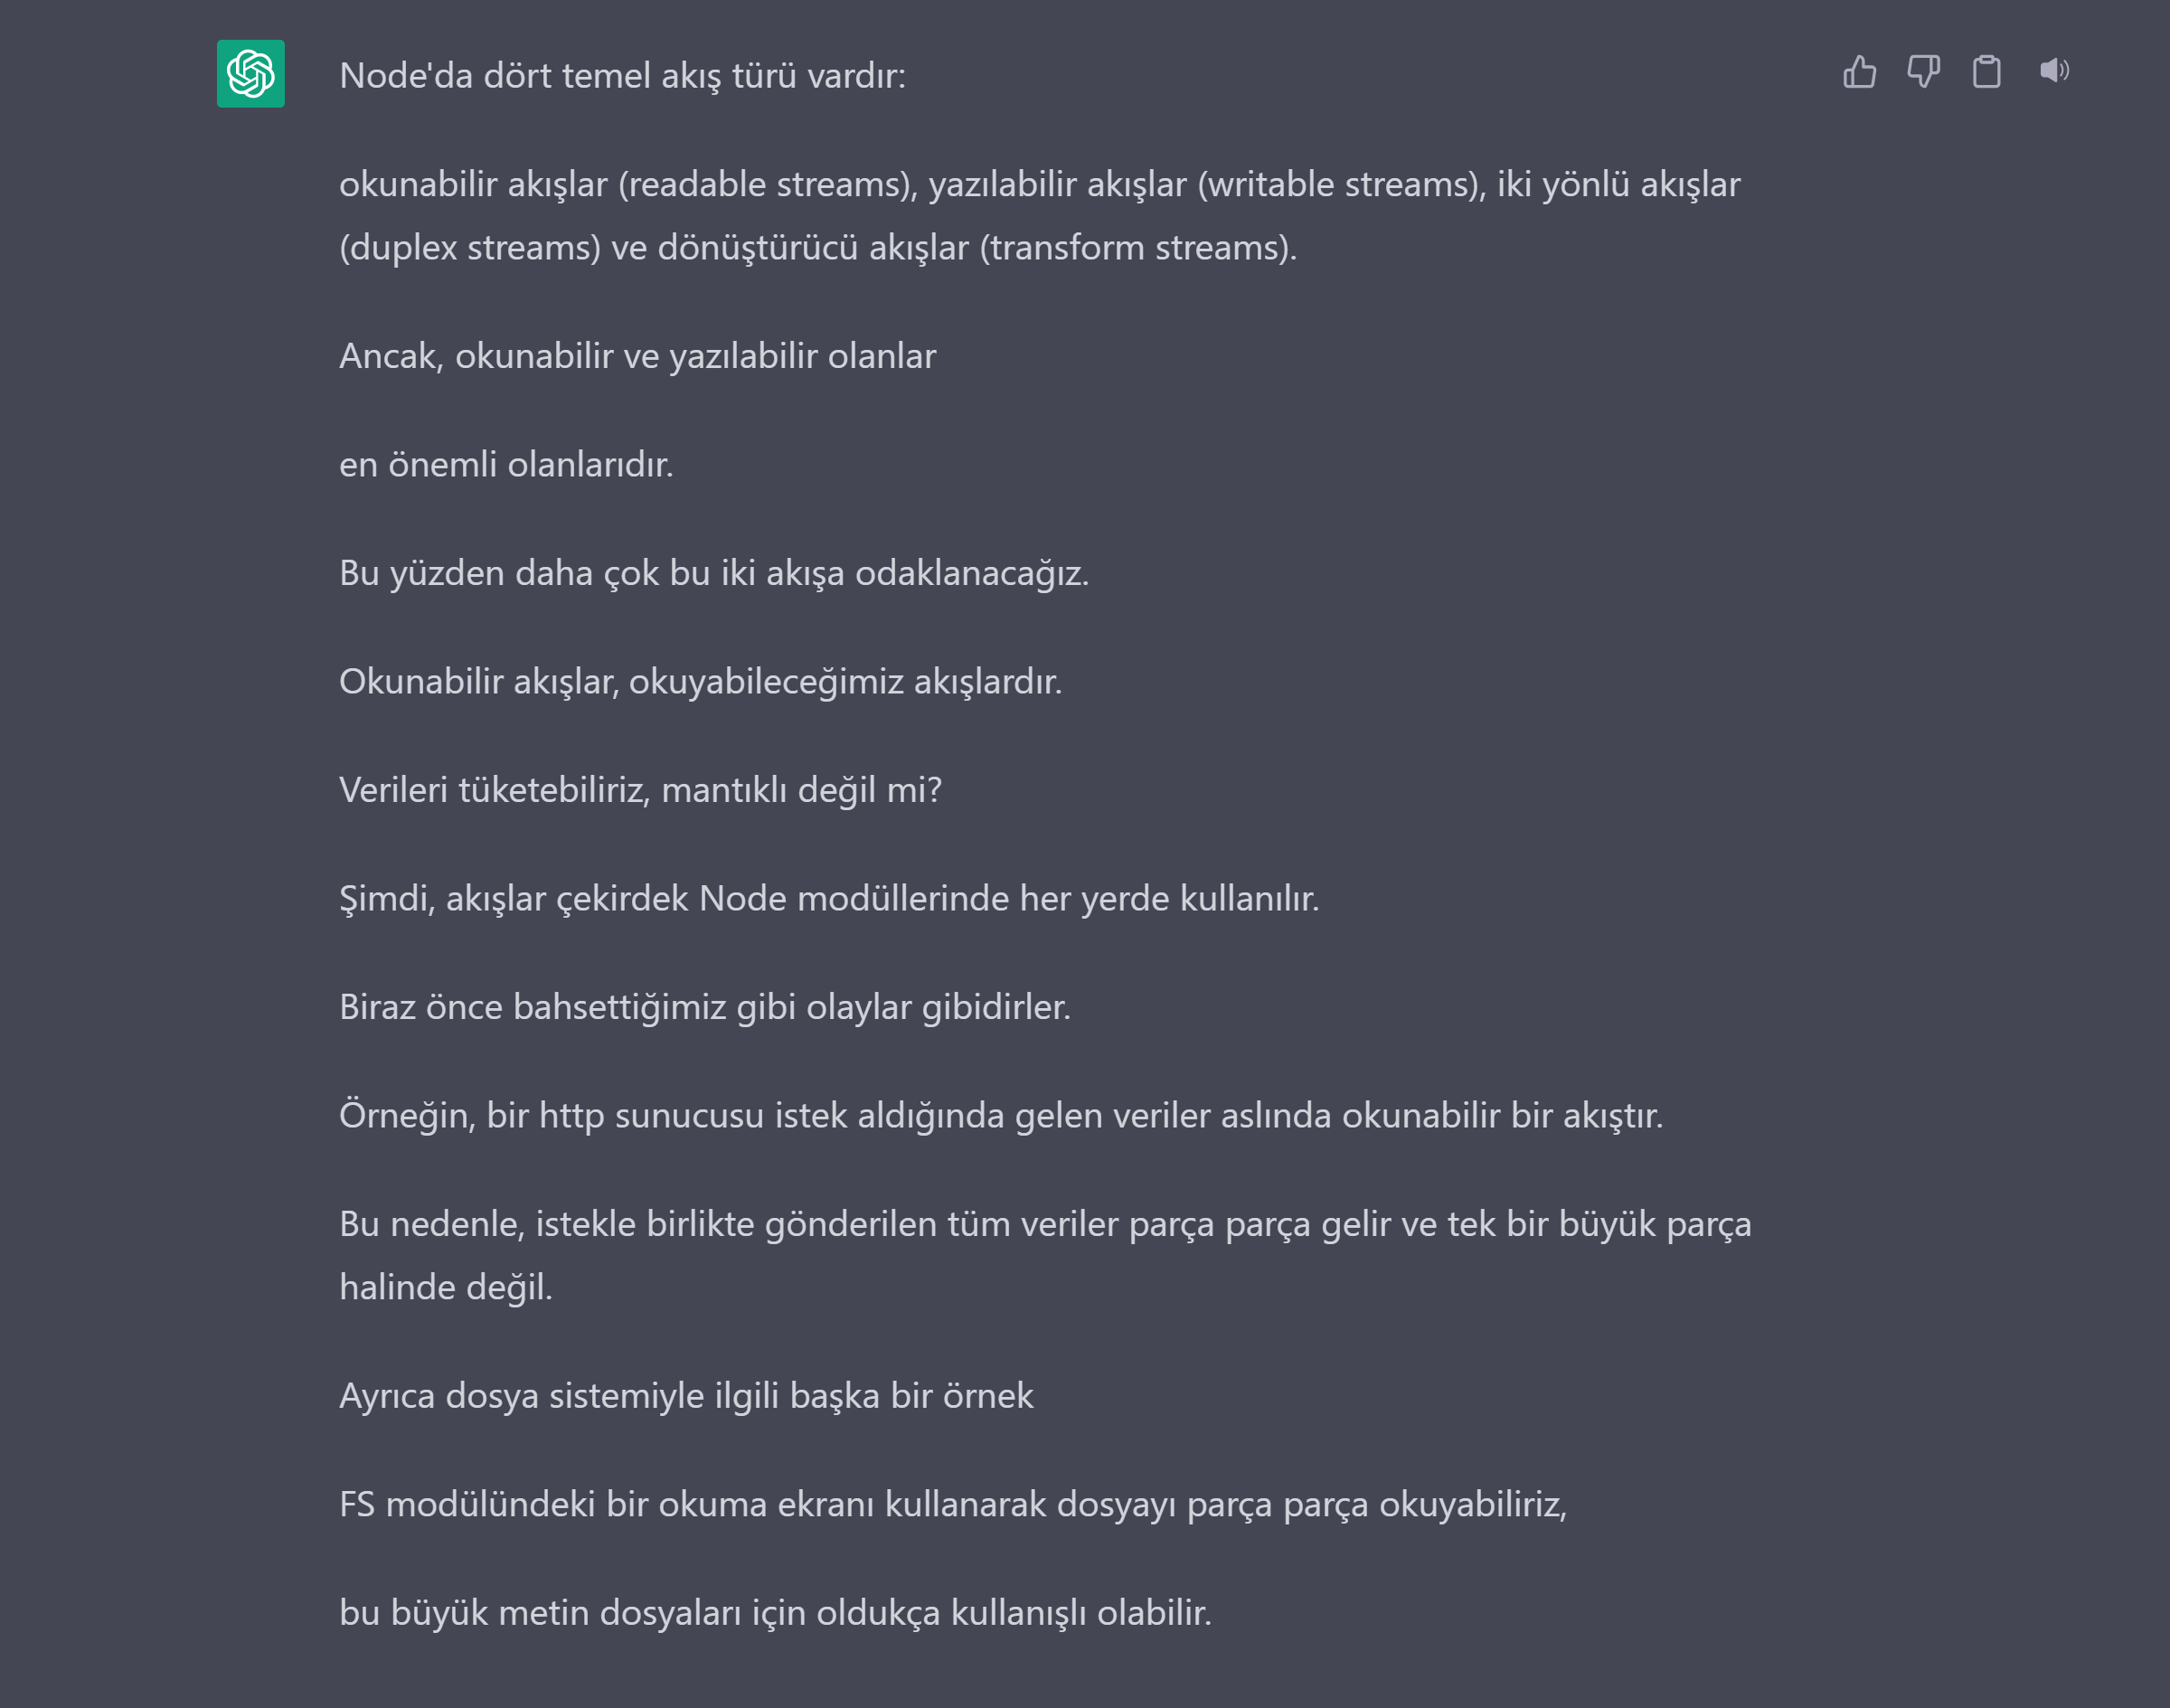 Node'da dört temel akış türü vardır:
okunabilir akışlar (readable streams), yazılabilir akışlar (writable streams), iki yönlü akışlar
(duplex streams) ve dönüştürücü akışlar (transform streams).
Ancak, okunabilir ve yazılabilir olanlar
en önemli olanlarıdır.
Bu yüzden daha çok bu iki akışa odaklanacağız.
Okunabilir akışlar, okuyabileceğimiz akışlardır.
Verileri tüketebiliriz, mantıklı değil mi?
Şimdi, akışlar çekirdek Node modüllerinde her yerde kullanılır.
Biraz önce bahsettiğimiz gibi olaylar gibidirler.
Örneğin, bir http sunucusu istek aldığında gelen veriler aslında okunabilir bir akıştır.
Bu nedenle, istekle birlikte gönderilen tüm veriler parça parça gelir ve tek bir büyük parça
halinde değil.
Ayrıca dosya sistemiyle ilgili başka bir örnek
FS modülündeki bir okuma ekranı kullanarak dosyayı parça parça okuyabiliriz,
bu büyük metin dosyaları için oldukça kullanışlı olabilir.